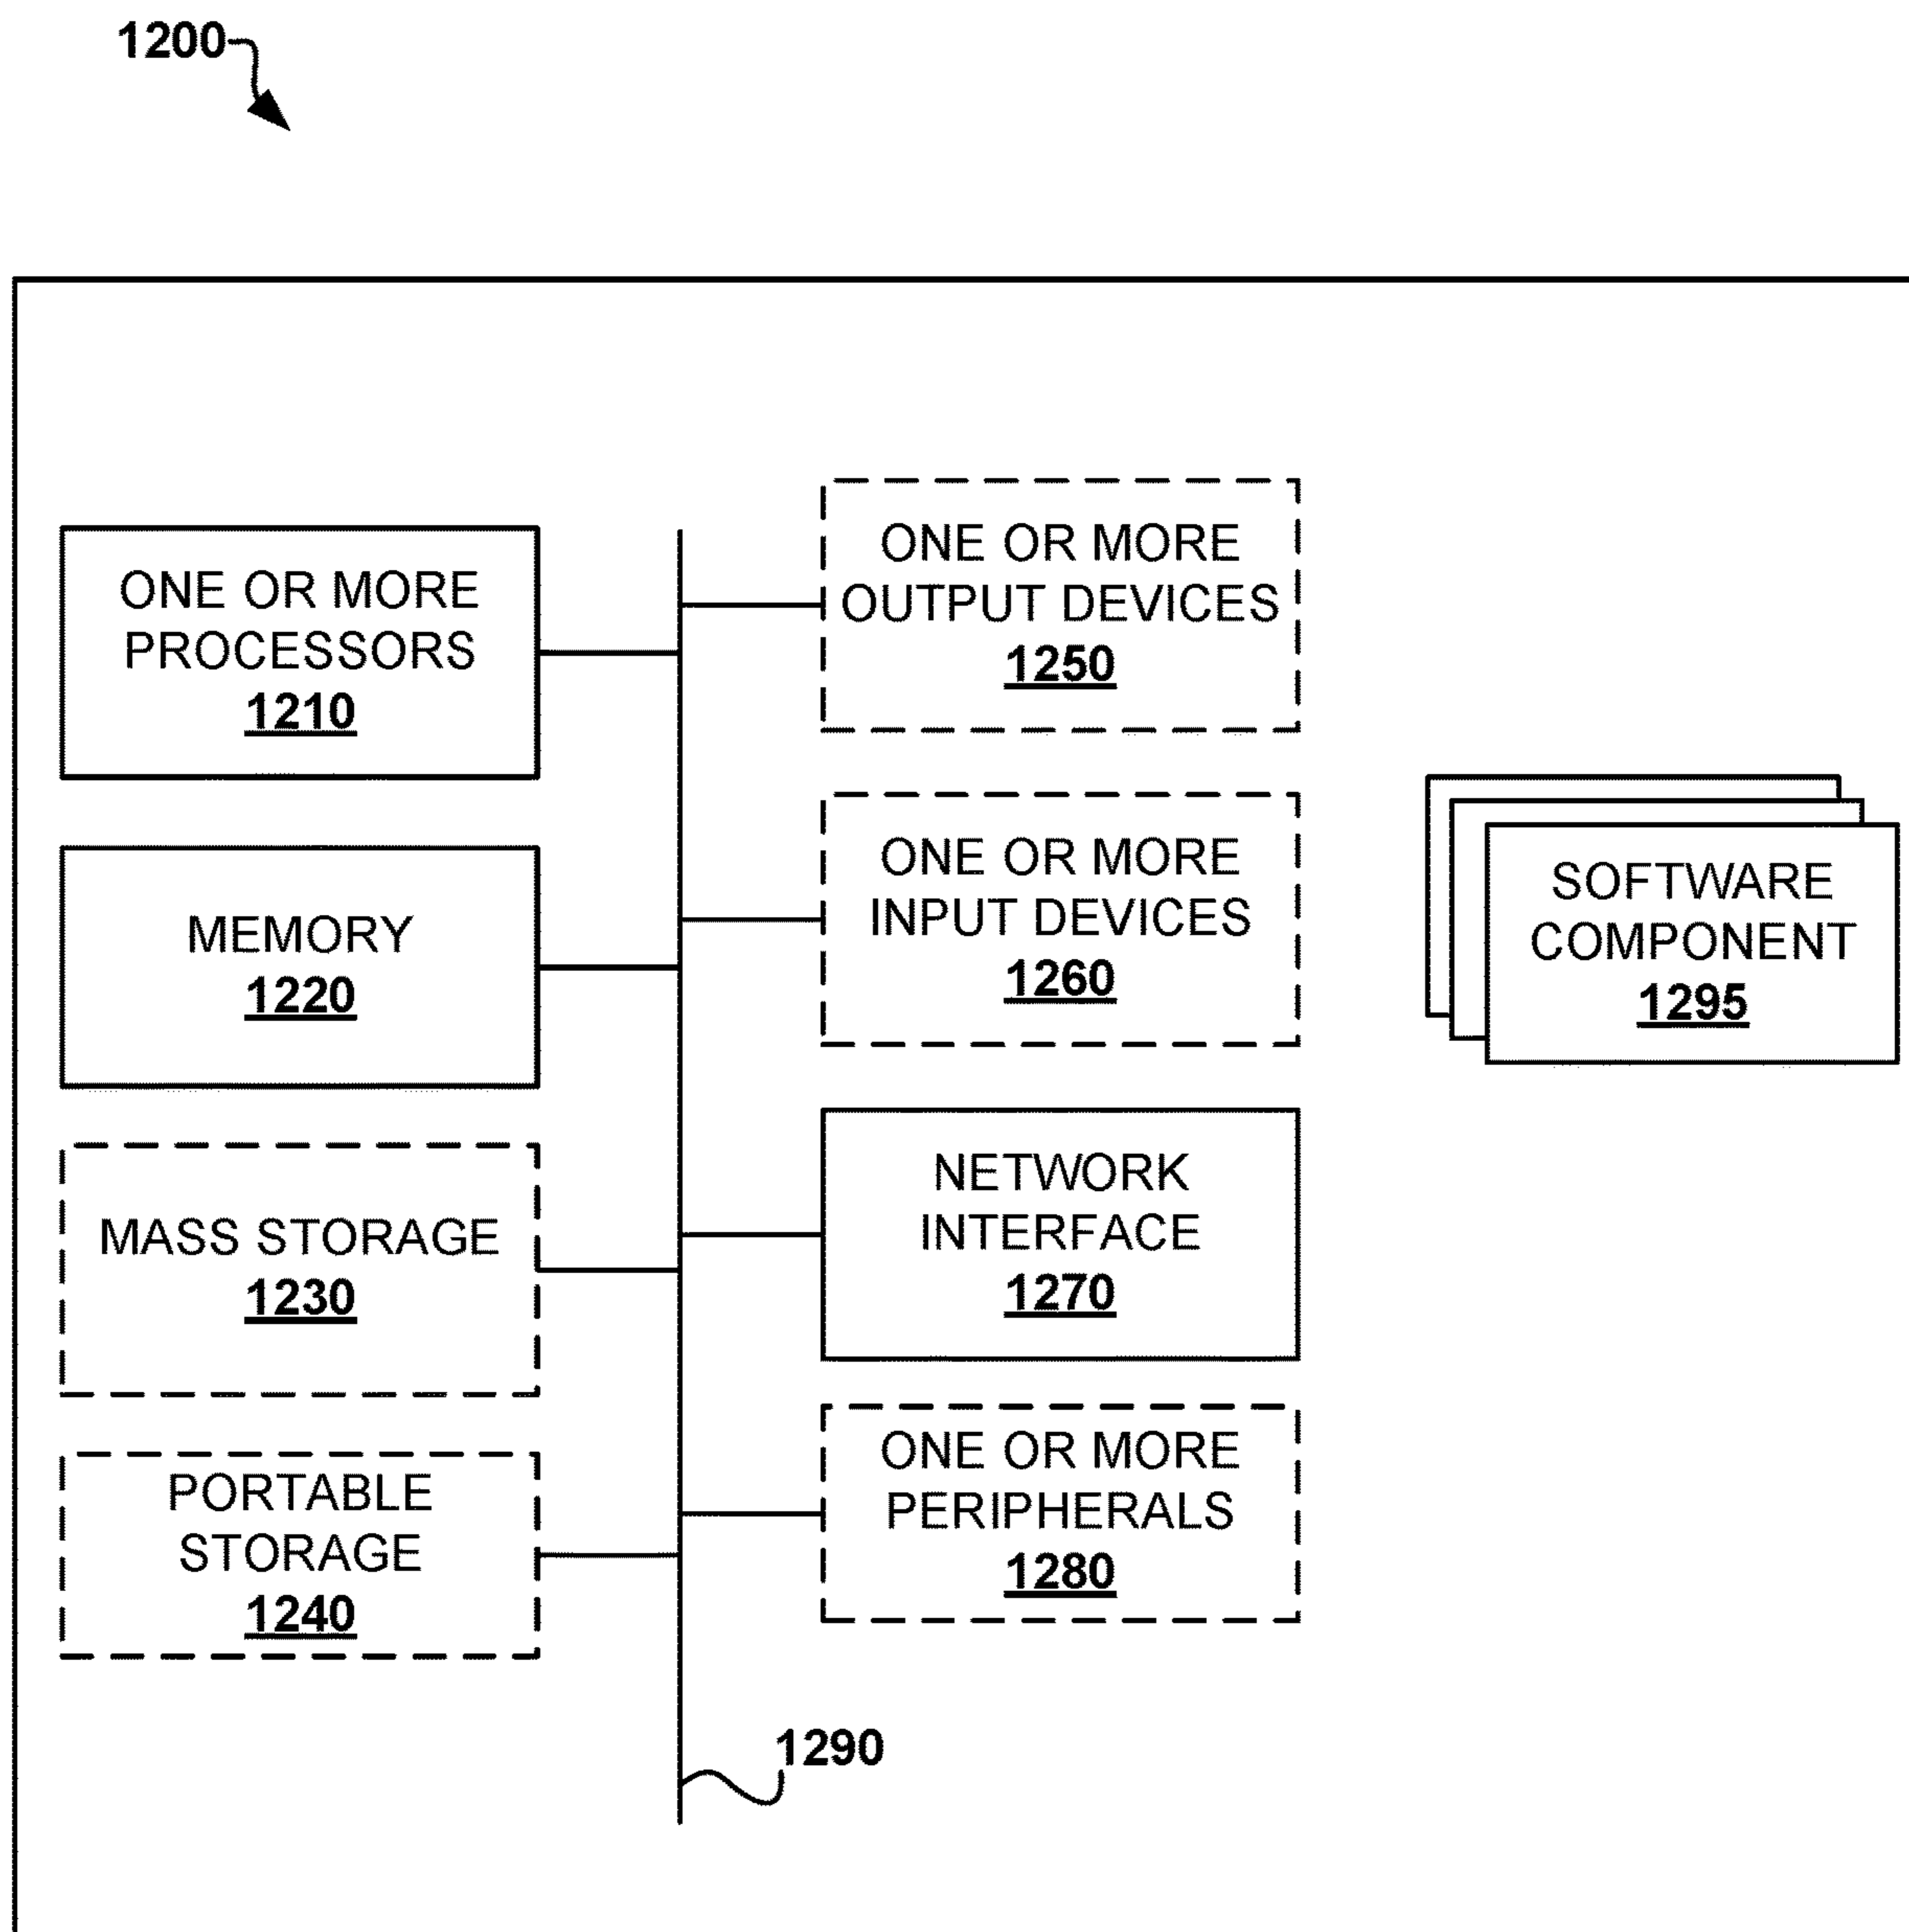 1200
ONE OR MORE
PROCESSORS
1210
MEMORY
1220
MASS STORAGE
1230
PORTABLE
STORAGE
1240
ONE OR MORE
OUTPUT DEVICES
1250
ONE OR MORE
INPUT DEVICES
1260
NETWORK
INTERFACE
1270
ONE OR MORE
PERIPHERALS
1280
1290
SOFTWARE
COMPONENT
1295